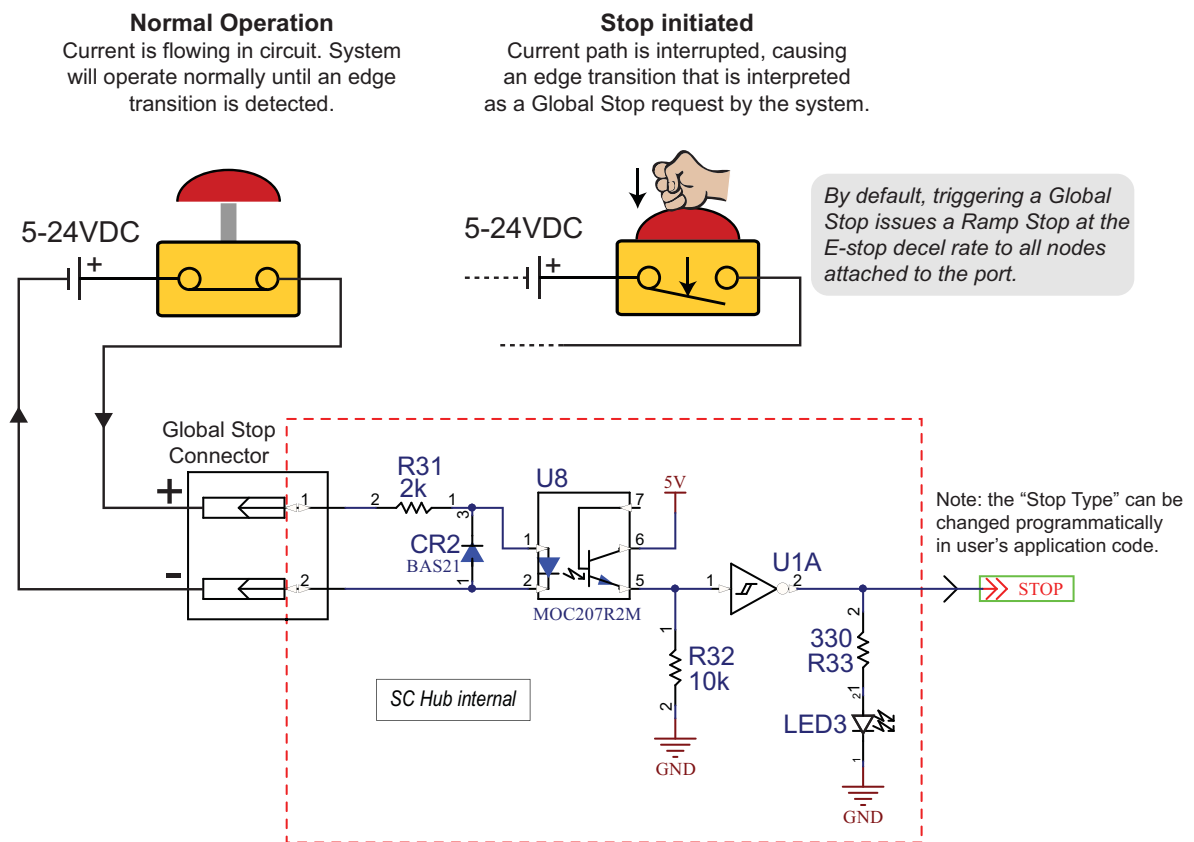 Normal Operation
Current is flowing in circuit. System
will operate normally until an edge
transition is detected.
Stop initiated
Current path is interrupted, causing
an edge transition that is interpreted
as a Global Stop request by the system.
5-24VDC
+
5-24VDC
+
By default, triggering a Global
Stop issues a Ramp Stop at the
E-stop decel rate to all nodes
attached to the port.
Global Stop
Connector
+
-
1
2
2
R31
2k
1
3
CR2
BAS21
1
U8
1
2
7
6
5
MOC207R2M
5V
1
R32
10k
2
GND
1
U1A
2
2
330
R33
1
2
LED3
1
GND
STOP
Note: the “Stop Type” can be
changed programmatically
in user's application code.
SC Hub internal